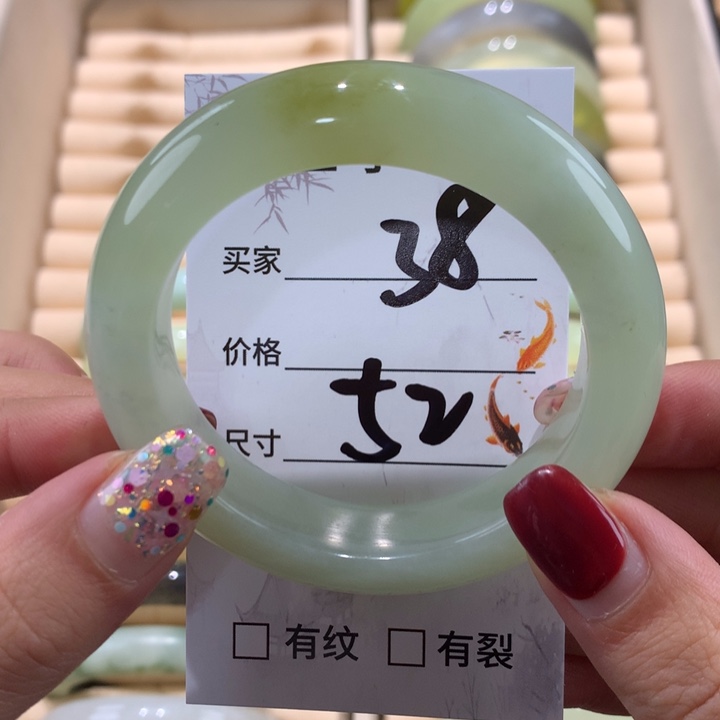 买家 38
价格
尺寸 52
□ 有纹 □ 有裂